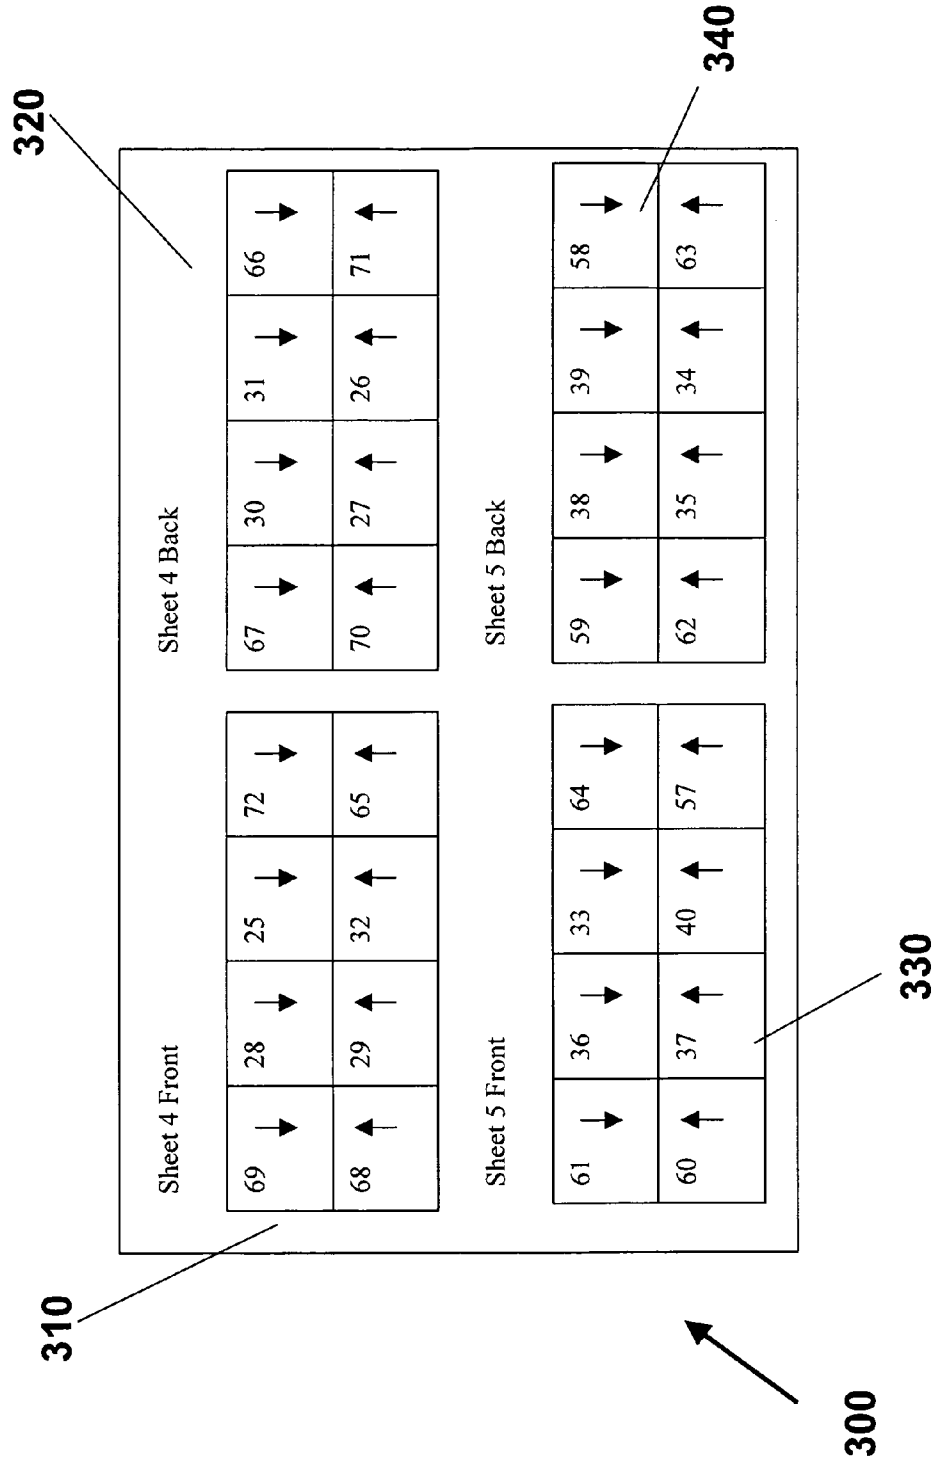 320
310
Sheet 4 Front Sheet 4 Back
69 28 25 72 67 30 31 66
68 29 32 65 70 27 26 71
Sheet 5 Front Sheet 5 Back
61 36 33 64 59 38 39 58
60 37 40 57 62 35 34 63
340
300
330